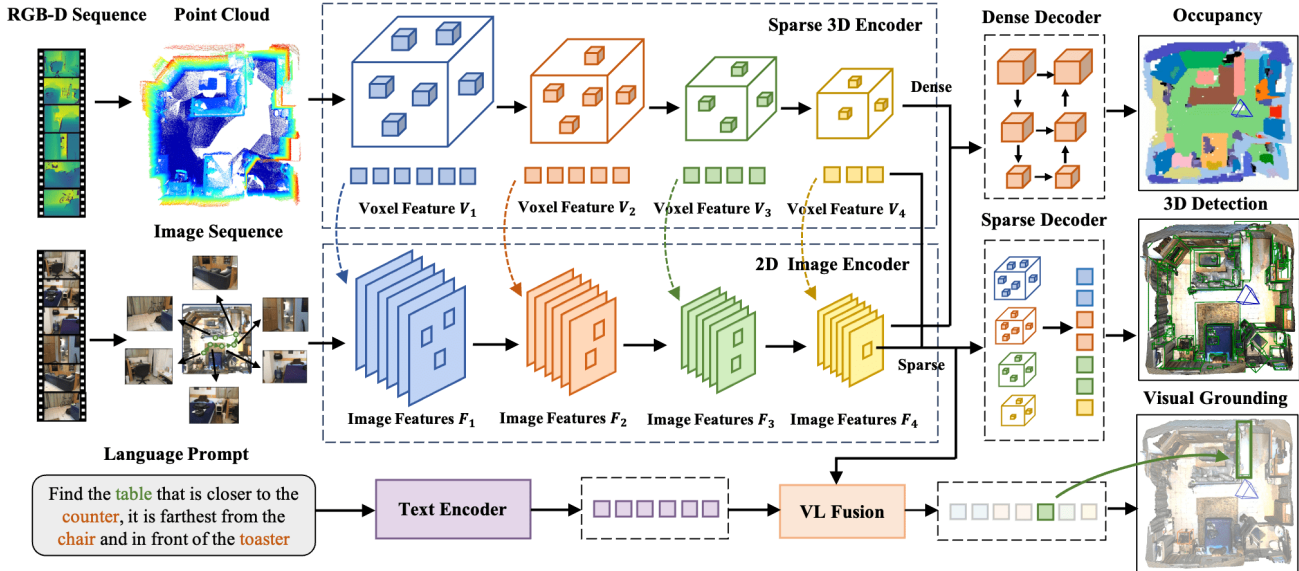 RGB-D Sequence
Point Cloud
Sparse 3D Encoder
Dense Decoder
Occupancy
Dense
Voxel Feature V₁
Voxel Feature V₂
Voxel Feature V₃
Voxel Feature V₄
Sparse Decoder
3D Detection
Image Sequence
2D Image Encoder
Sparse
Image Features F₁
Image Features F₂
Image Features F₃
Image Features F₄
Visual Grounding
Language Prompt
Find the table that is closer to the
counter, it is farthest from the
chair and in front of the toaster
Text Encoder
VL Fusion